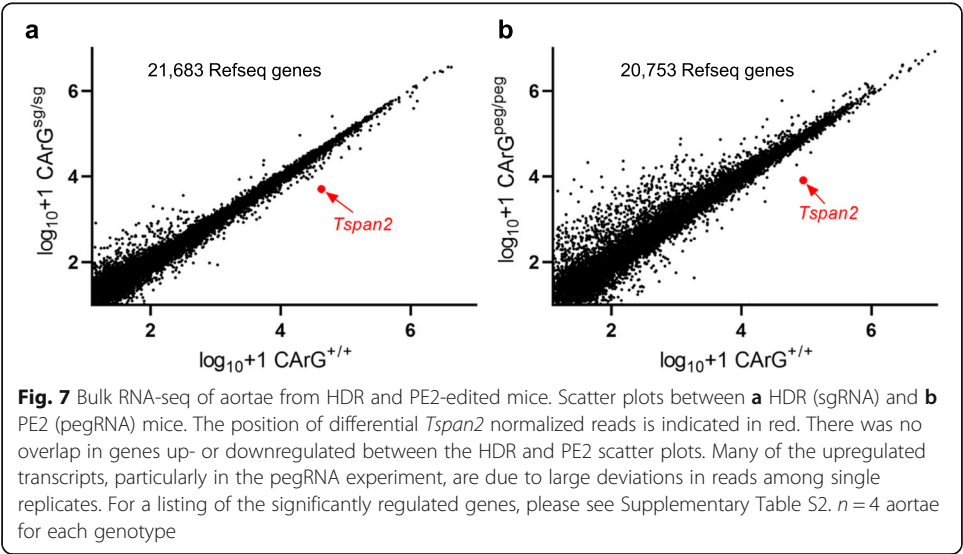 a
21,683 Refseq genes
log₁₀+1 CArG^sg/sg
6
4
2
Tspan2
2
4
6
log₁₀+1 CArG^+/+
b
20,753 Refseq genes
log₁₀+1 CArG^peg/peg
6
4
2
Tspan2
2
4
6
log₁₀+1 CArG^+/+
Fig. 7 Bulk RNA-seq of aortae from HDR and PE2-edited mice. Scatter plots between a HDR (sgRNA) and b
PE2 (pegRNA) mice. The position of differential Tspan2 normalized reads is indicated in red. There was no
overlap in genes up- or downregulated between the HDR and PE2 scatter plots. Many of the upregulated
transcripts, particularly in the pegRNA experiment, are due to large deviations in reads among single
replicates. For a listing of the significantly regulated genes, please see Supplementary Table S2. n = 4 aortae
for each genotype